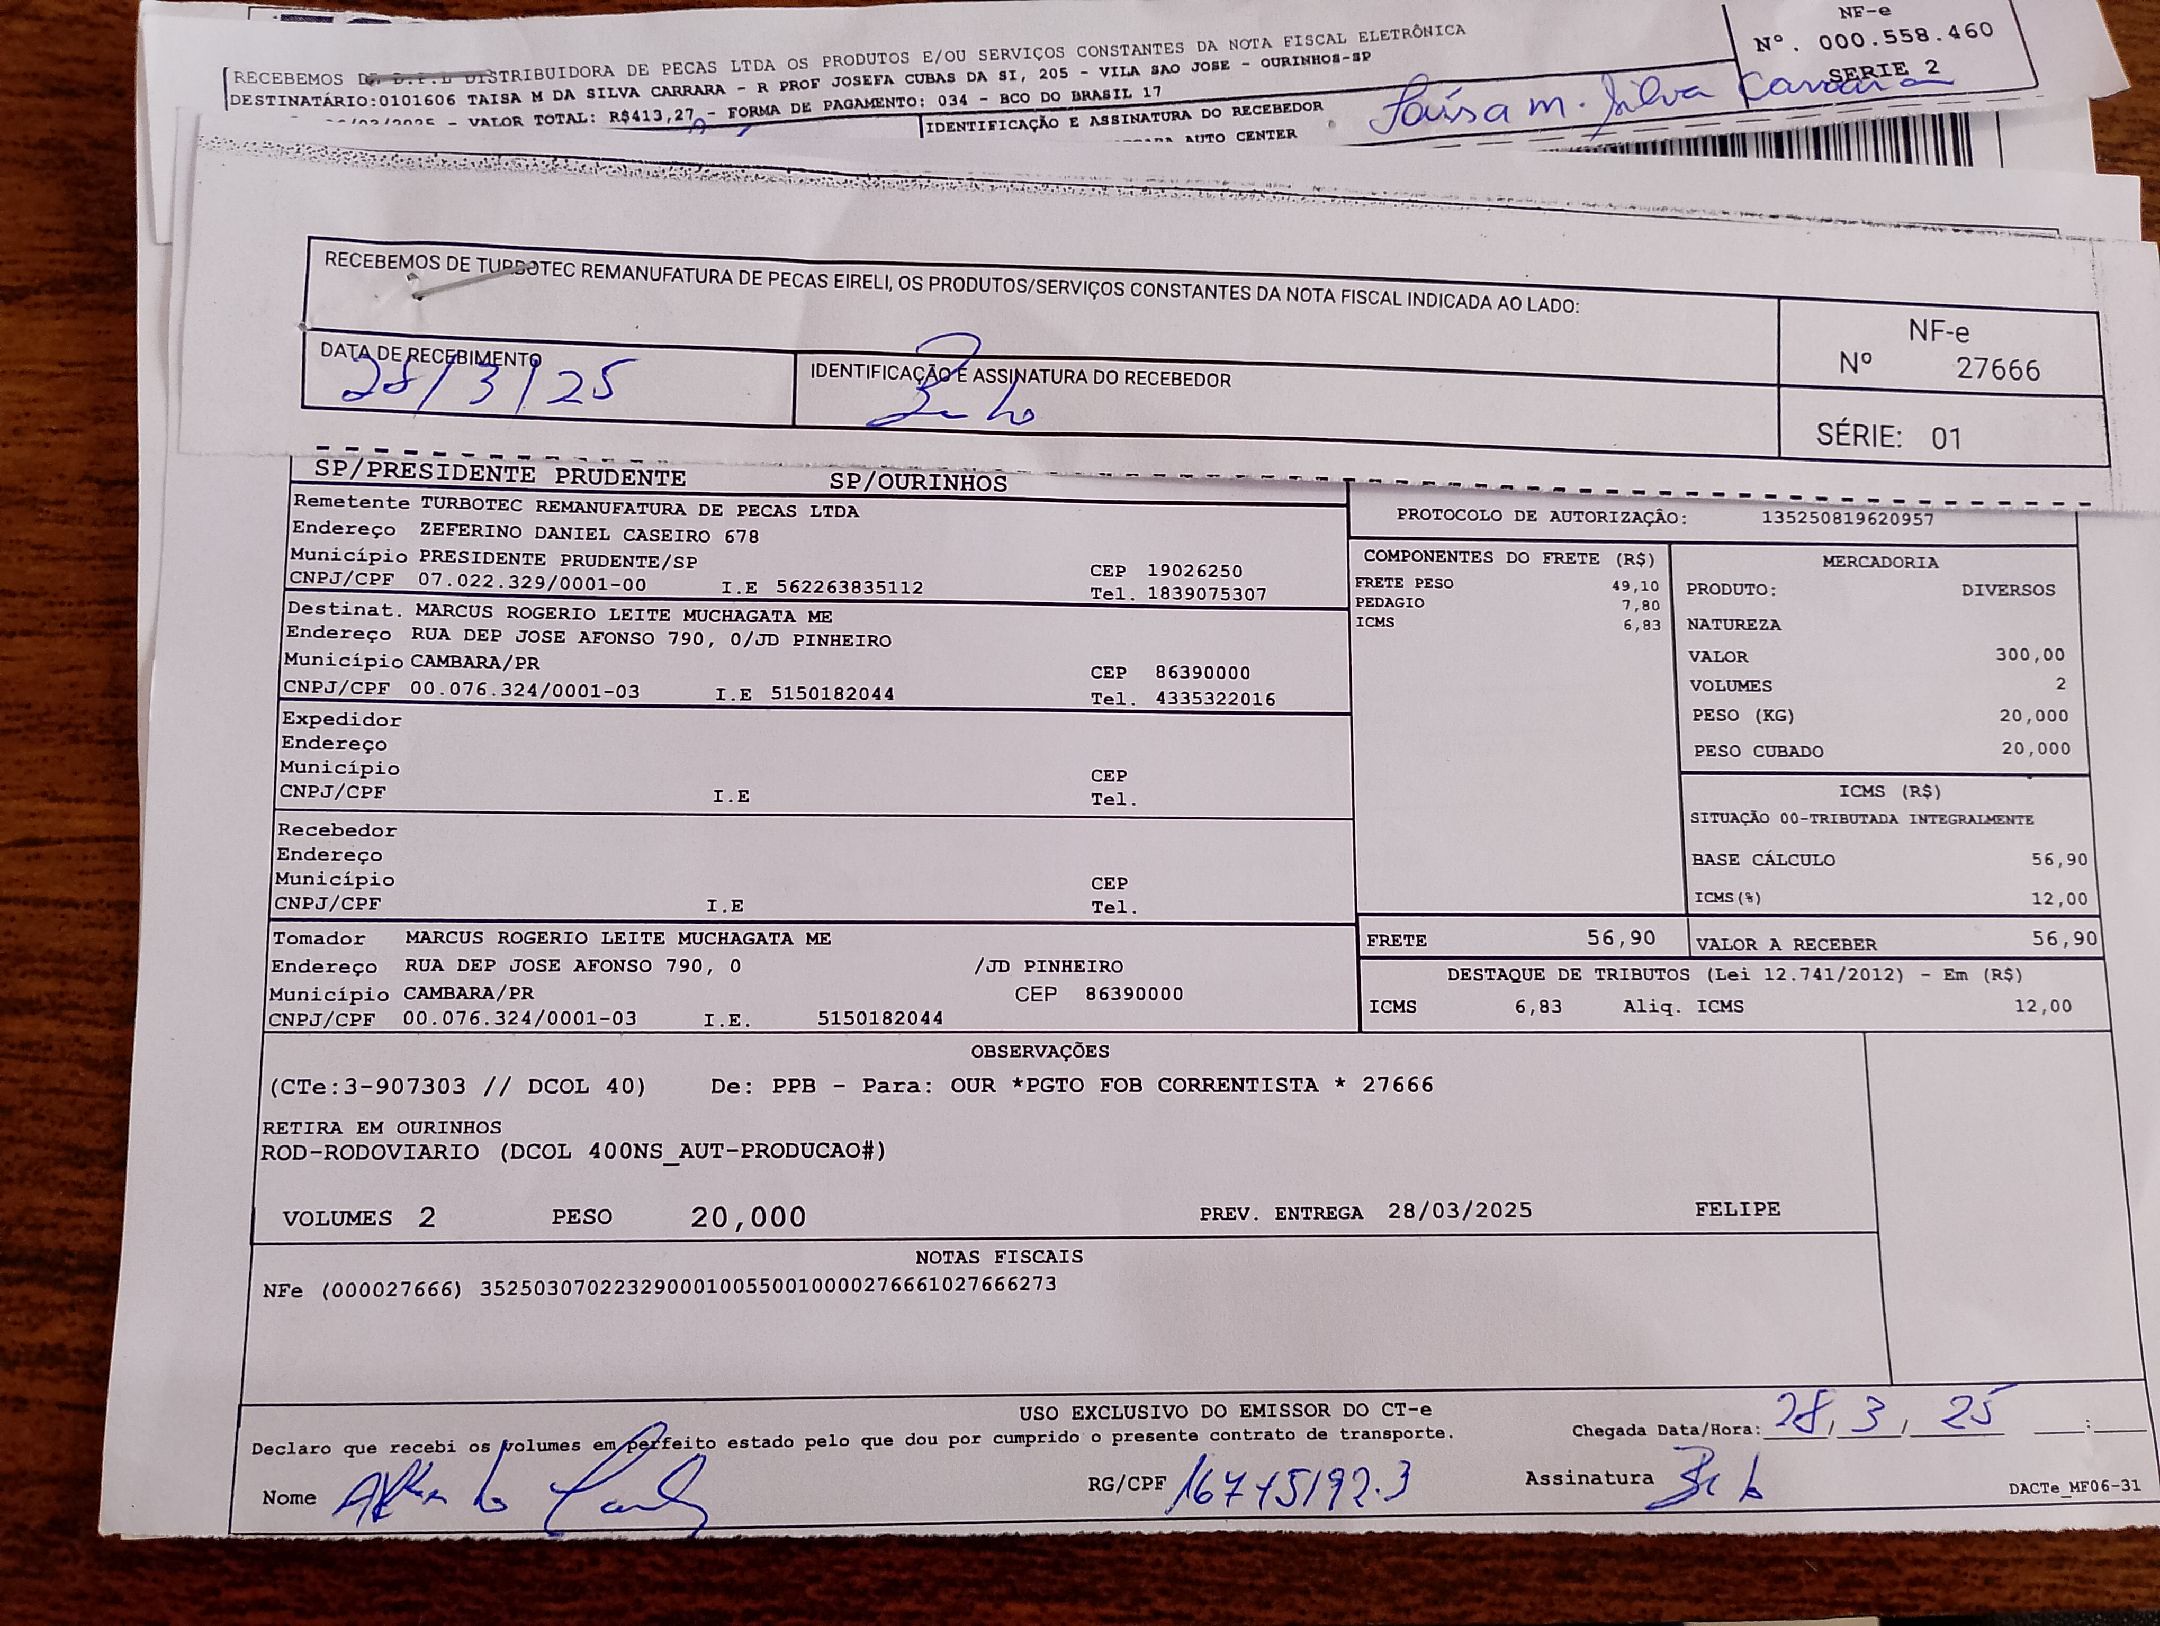 NF-e
RECEBEMOS DE D.P.L DISTRIBUIDORA DE PECAS LTDA OS PRODUTOS E/OU SERVIÇOS CONSTANTES DA NOTA FISCAL ELETRÔNICA
Nº. 000.558.460
DESTINATÁRIO:0101606 TAISA M DA SILVA CARRARA - R PROF JOSEFA CUBAS DA SI, 205 - VILA SAO JOSE - OURINHOS-SP
SERIE 2
/03/2025 - VALOR TOTAL: R$413,27 - FORMA DE PAGAMENTO: 034 - BCO DO BRASIL 17
IDENTIFICAÇÃO E ASSINATURA DO RECEBEDOR
Taisa M. Silva Carrara
AUTO CENTER
RECEBEMOS DE TURBOTEC REMANUFATURA DE PECAS EIRELI, OS PRODUTOS/SERVIÇOS CONSTANTES DA NOTA FISCAL INDICADA AO LADO:
NF-e
Nº 27666
SÉRIE: 01
DATA DE RECEBIMENTO
28/3/25
IDENTIFICAÇÃO E ASSINATURA DO RECEBEDOR
SP/PRESIDENTE PRUDENTE SP/OURINHOS
Remetente TURBOTEC REMANUFATURA DE PECAS LTDA
Endereço ZEFERINO DANIEL CASEIRO 678
Município PRESIDENTE PRUDENTE/SP CEP 19026250
CNPJ/CPF 07.022.329/0001-00 I.E 562263835112 Tel. 1839075307
Destinat. MARCUS ROGERIO LEITE MUCHAGATA ME
Endereço RUA DEP JOSE AFONSO 790, 0/JD PINHEIRO
Município CAMBARA/PR CEP 86390000
CNPJ/CPF 00.076.324/0001-03 I.E 5150182044 Tel. 4335322016
Expedidor
Endereço
Município CEP
CNPJ/CPF I.E Tel.
Recebedor
Endereço
Município CEP
CNPJ/CPF I.E Tel.
Tomador MARCUS ROGERIO LEITE MUCHAGATA ME
Endereço RUA DEP JOSE AFONSO 790, 0 /JD PINHEIRO
Município CAMBARA/PR CEP 86390000
CNPJ/CPF 00.076.324/0001-03 I.E. 5150182044
PROTOCOLO DE AUTORIZAÇÂO: 135250819620957
COMPONENTES DO FRETE (R$)
FRETE PESO 49,10
PEDAGIO 7,80
ICMS 6,83
MERCADORIA
PRODUTO: DIVERSOS
NATUREZA
VALOR 300,00
VOLUMES 2
PESO (KG) 20,000
PESO CUBADO 20,000
ICMS (R$)
SITUAÇÃO 00-TRIBUTADA INTEGRALMENTE
BASE CÁLCULO 56,90
ICMS(%) 12,00
FRETE 56,90 VALOR A RECEBER 56,90
DESTAQUE DE TRIBUTOS (Lei 12.741/2012) - Em (R$)
ICMS 6,83 Aliq. ICMS 12,00
OBSERVAÇÕES
(CTe:3-907303 // DCOL 40) De: PPB - Para: OUR *PGTO FOB CORRENTISTA * 27666
RETIRA EM OURINHOS
ROD-RODOVIARIO (DCOL 400NS_AUT-PRODUCAO#)
VOLUMES 2 PESO 20,000 PREV. ENTREGA 28/03/2025 FELIPE
NOTAS FISCAIS
NFe (000027666) 35250307022329000100550010000276661027666273
USO EXCLUSIVO DO EMISSOR DO CT-e
Declaro que recebi os volumes em perfeito estado pelo que dou por cumprido o presente contrato de transporte.
Chegada Data/Hora: 28/3/25 :
Nome RG/CPF Assinatura
DACTe_MF06-31